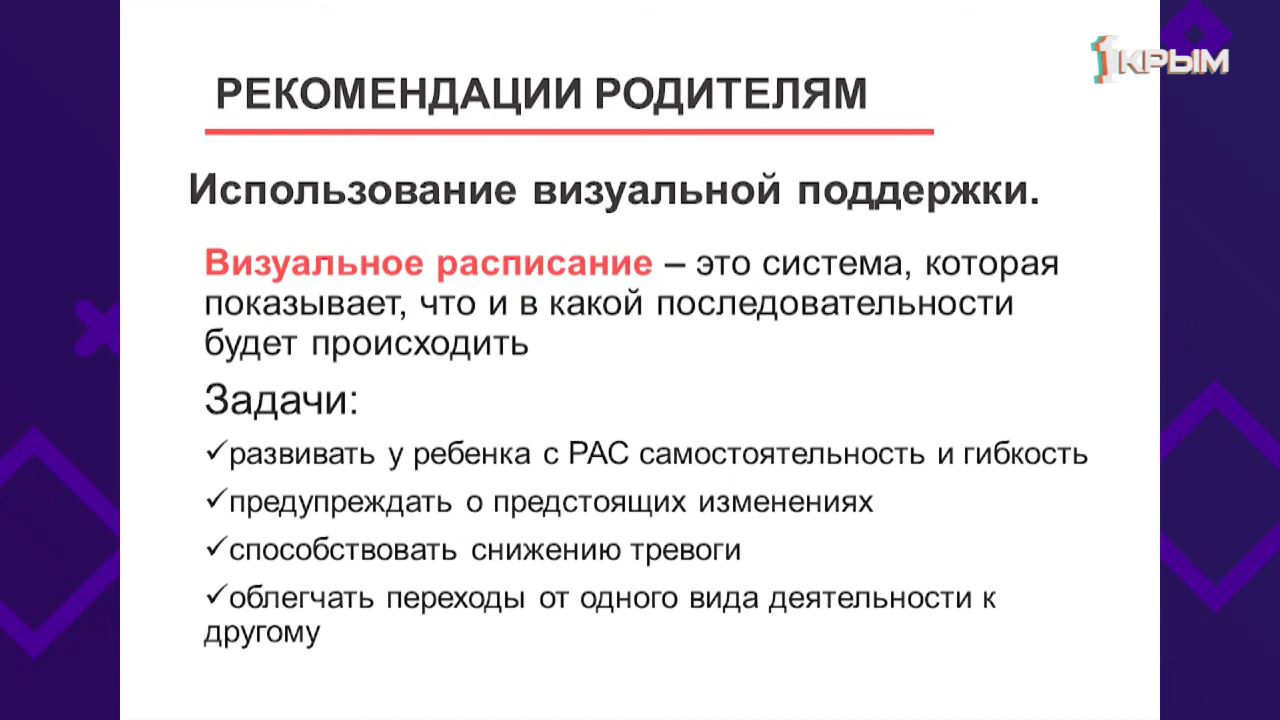 1КРЫМ
РЕКОМЕНДАЦИИ РОДИТЕЛЯМ
Использование визуальной поддержки.
Визуальное расписание – это система, которая
показывает, что и в какой последовательности
будет происходить
Задачи:
✓развивать у ребенка с РАС самостоятельность и гибкость
✓предупреждать о предстоящих изменениях
✓способствовать снижению тревоги
✓облегчать переходы от одного вида деятельности к
другому